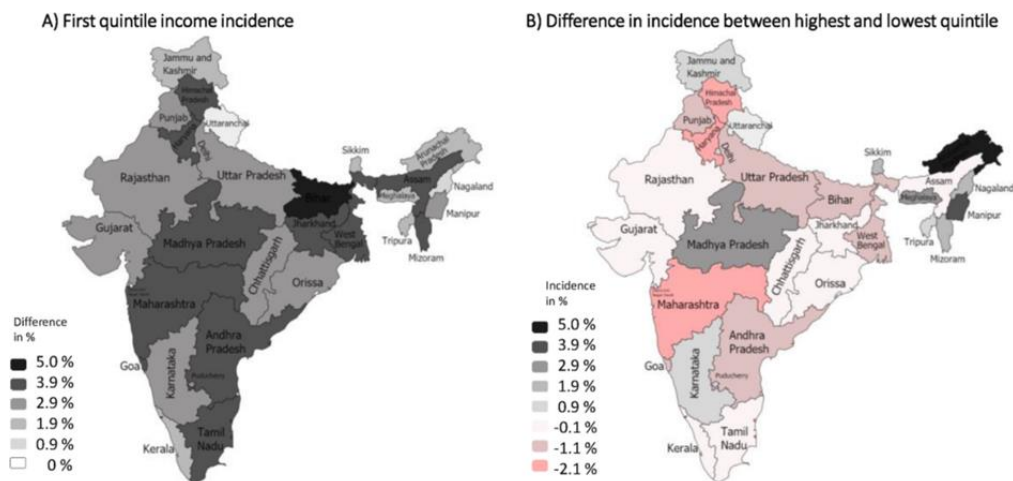 A) First quintile income incidence
Jammu and
Kashmir
Himachal
Pradesh
Punjab
Uttaranchal
Haryana
Delhi
Rajasthan
Uttar Pradesh
Sikkim
Arunachal
Pradesh
Assam
Nagaland
Meghalaya
Manipur
Bihar
Tripura
Mizoram
Gujarat
Madhya Pradesh
Jharkhand
West
Bengal
Chhattisgarh
Orissa
Maharashtra
Andhra
Pradesh
Goa
Karnataka
Kerala
Tamil
Nadu
Difference
in %
5.0 %
3.9 %
2.9 %
1.9 %
0.9 %
0 %
B) Difference in incidence between highest and lowest quintile
Jammu and
Kashmir
Himachal
Pradesh
Punjab
Uttaranchal
Haryana
Delhi
Rajasthan
Uttar Pradesh
Sikkim
Assam
Nagaland
Meghalaya
Manipur
Bihar
Tripura
Mizoram
Gujarat
Madhya Pradesh
Jharkhand
West
Bengal
Chhattisgarh
Orissa
Maharashtra
Andhra
Pradesh
Goa
Karnataka
Puducherry
Kerala
Tamil
Nadu
Incidence
in %
5.0 %
3.9 %
2.9 %
1.9 %
0.9 %
-0.1 %
-1.1 %
-2.1 %